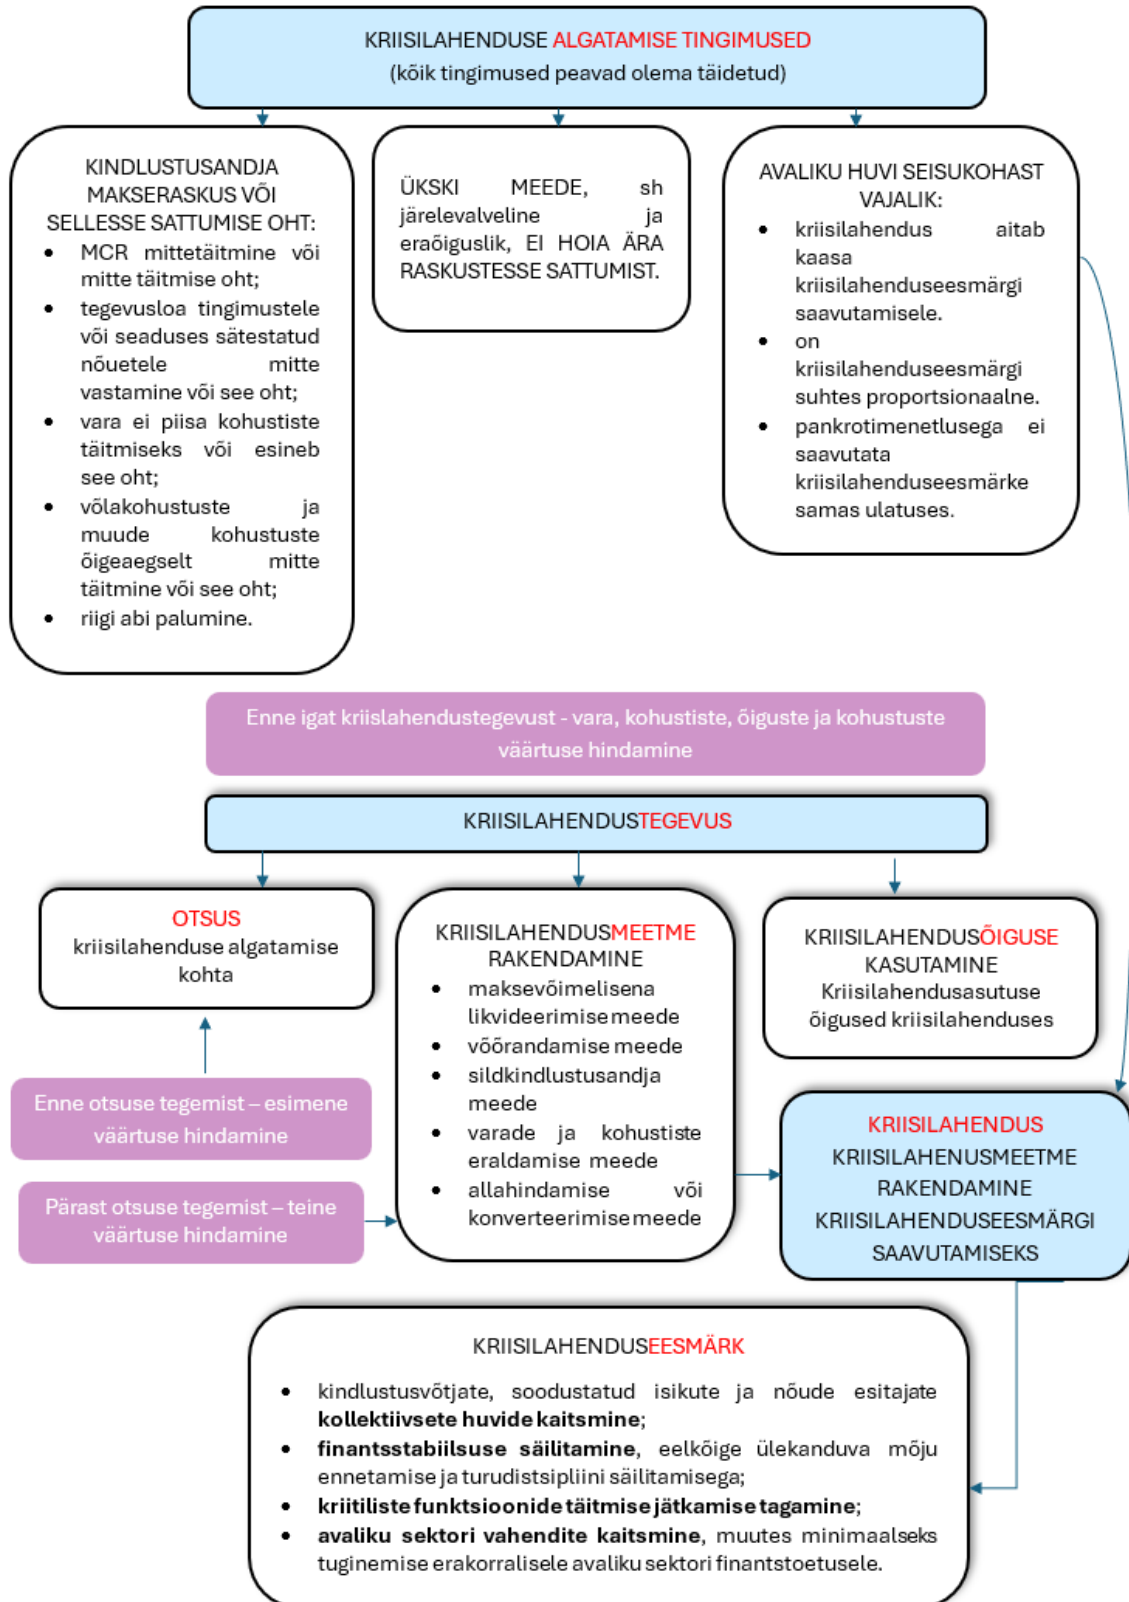 KRIISILAHENDUSE ALGATAMISE TINGIMUSED
(kõik tingimused peavad olema täidetud)
KINDLUSTUSANDJA
MAKSERASKUS VÕI
SELLESSE SATTUMISE OHT:
• MCR mittetäitmine või
mitte täitmise oht;
• tegevusloa tingimustele
või seaduses sätestatud
nõuetele mitte
vastamine või see oht;
• vara ei piisa kohustiste
täitmiseks või esineb
see oht;
• võlakohustuste ja
muude kohustuste
õigeaegselt mitte
täitmine või see oht;
• riigi abi palumine.
ÜKSKI MEEDE, sh
järelevalveline ja
eraõiguslik, EI HOIA ÄRA
RASKUSTESSE SATTUMIST.
AVALIKU HUVI SEISUKOHAST
VAJALIK:
• kriisilahendus aitab
kaasa
kriisilahenduseesmärgi
saavutamisele.
• on
kriisilahenduseesmärgi
suhtes proportsionaalne.
• pankrotimenetlusega ei
saavutata
kriisilahenduseesmärke
samas ulatuses.
Enne igat kriislahendustegevust - vara, kohustiste, õiguste ja kohustuste
väärtuse hindamine
KRIISILAHENDUSTEGEVUS
OTSUS
kriisilahenduse algatamise
kohta
KRIISILAHENDUSMEETME
RAKENDAMINE
• maksevõimelisena
likvideerimise meede
• võõrandamise meede
• sildkindlustusandja
meede
• varade ja kohustiste
eraldamise meede
• allahindamise või
konverteerimise meede
KRIISILAHENDUSÕIGUSE
KASUTAMINE
Kriisilahendusasutuse
õigused kriisilahenduses
Enne otsuse tegemist – esimene
väärtuse hindamine
Pärast otsuse tegemist – teine
väärtuse hindamine
KRIISILAHENDUS
KRIISILAHENUSMEETME
RAKENDAMINE
KRIISILAHENDUSEESMÄRGI
SAAVUTAMISEKS
KRIISILAHENDUSEESMÄRK
• kindlustusvõtjate, soodustatud isikute ja nõude esitajate
kollektiivsete huvide kaitsmine;
• finantsstabiilsuse säilitamine, eelkõige ülekanduva mõju
ennetamise ja turudistsipliini säilitamisega;
• kriitiliste funktsioonide täitmise jätkamise tagamine;
• avaliku sektori vahendite kaitsmine, muutes minimaalseks
tuginemise erakorralisele avaliku sektori finantstoetusele.